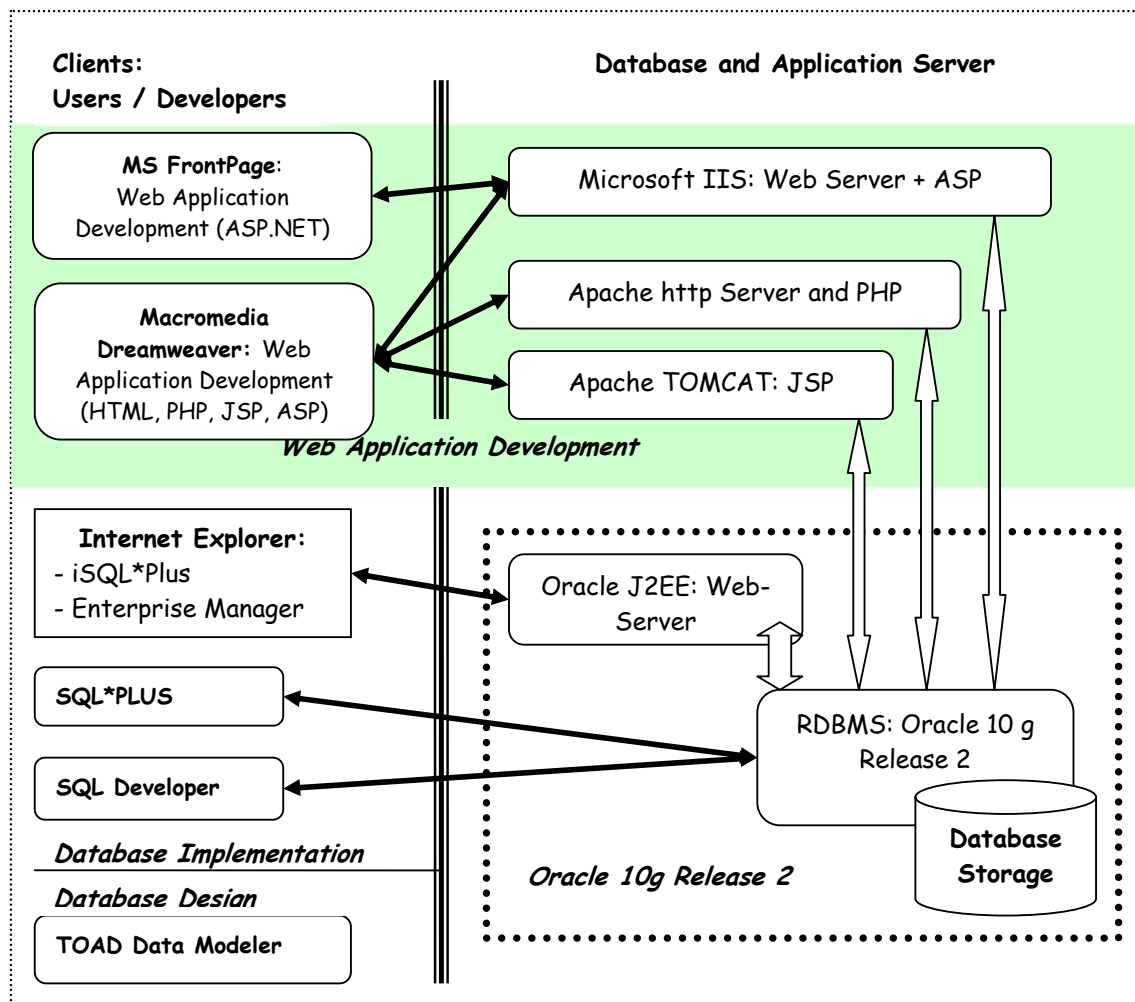 Clients:
Users / Developers
Database and Application Server
MS FrontPage:
Web Application
Development (ASP.NET)
Microsoft IIS: Web Server + ASP
Macromedia
Dreamweaver: Web
Application Development
(HTML, PHP, JSP, ASP)
Apache http Server and PHP
Apache TOMCAT: JSP
Web Application Development
Internet Explorer:
- iSQL*Plus
- Enterprise Manager
Oracle J2EE: Web-
Server
SQL*PLUS
SQL Developer
RDBMS: Oracle 10 g
Release 2
Database
Storage
Oracle 10g Release 2
Database Implementation
Database Design
TOAD Data Modeler